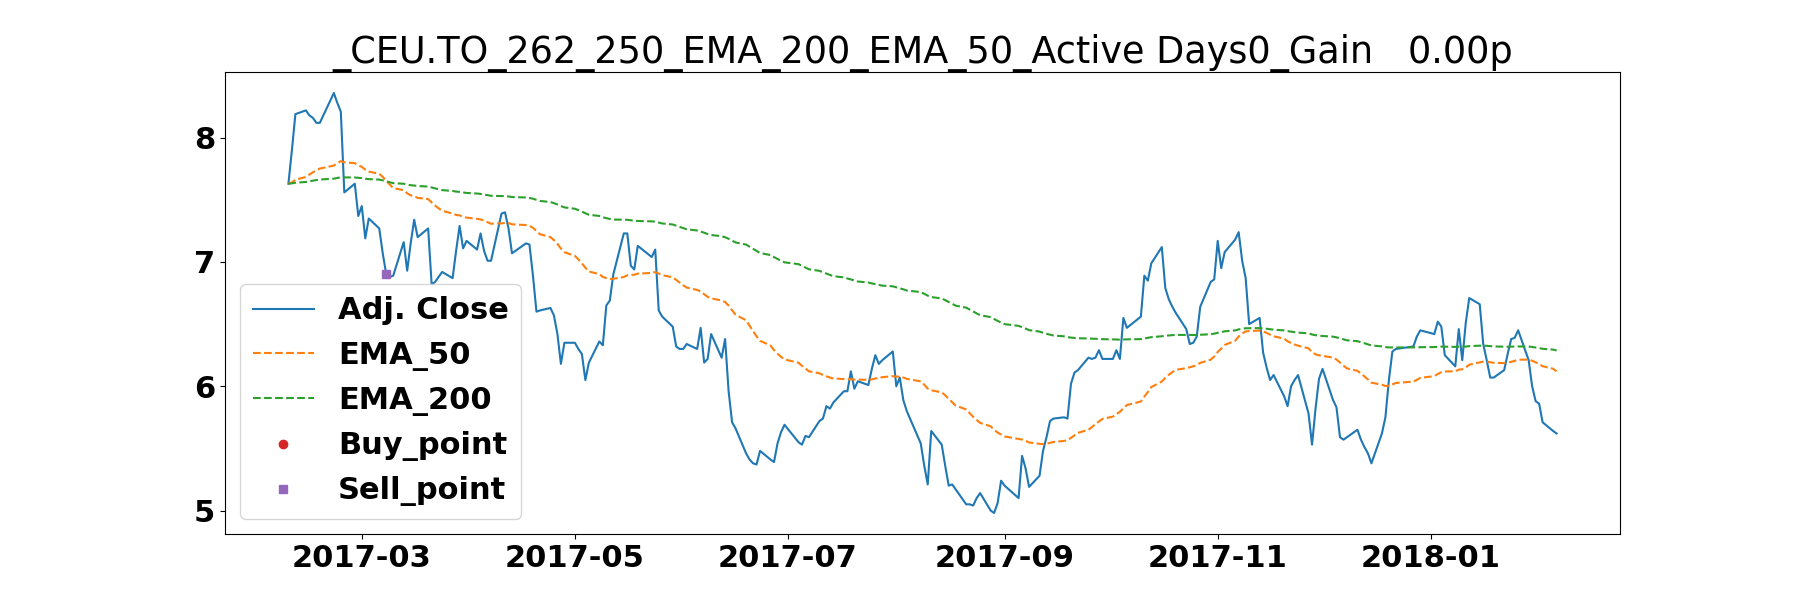 _CEU.TO_262_250_EMA_200_EMA_50_Active Days0_Gain   0.00p
8
7
6
5
Adj. Close
EMA_50
EMA_200
Buy_point
Sell_point
2017-03 2017-05 2017-07 2017-09 2017-11 2018-01